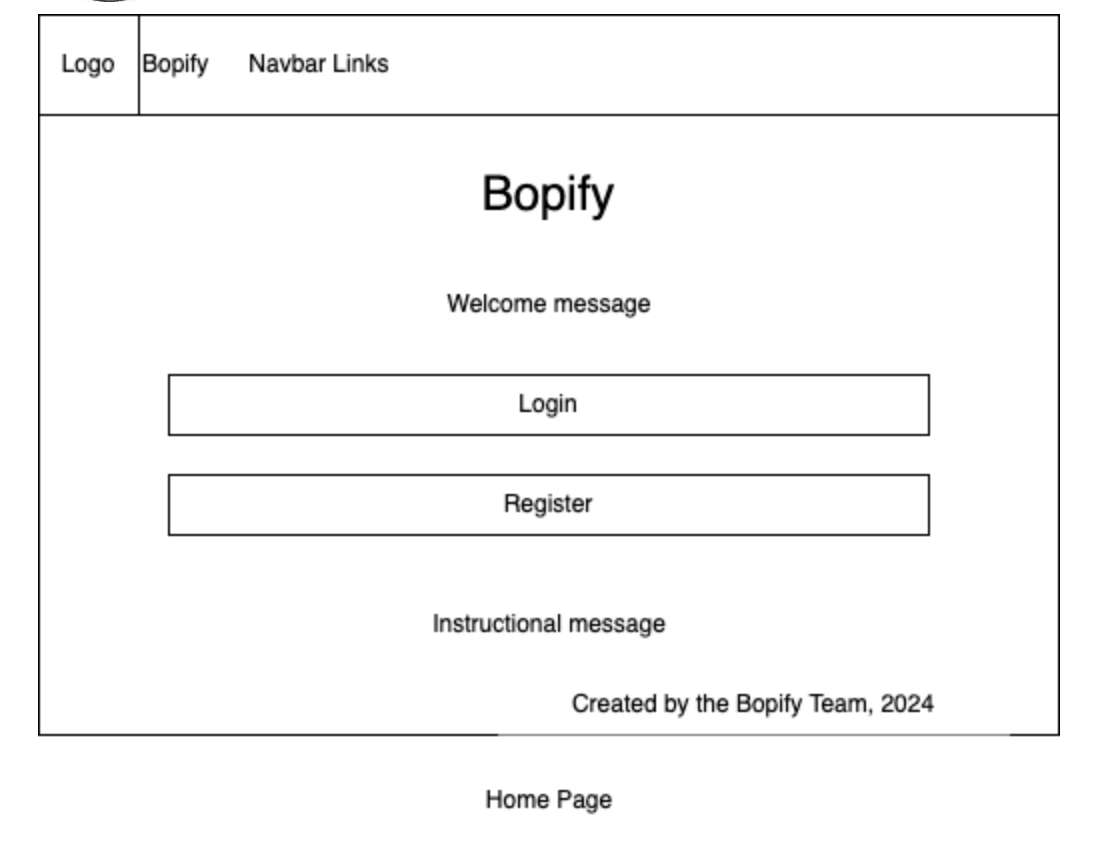 Logo Bopify Navbar Links
Bopify
Welcome message
Login
Register
Instructional message
Created by the Bopify Team, 2024
Home Page